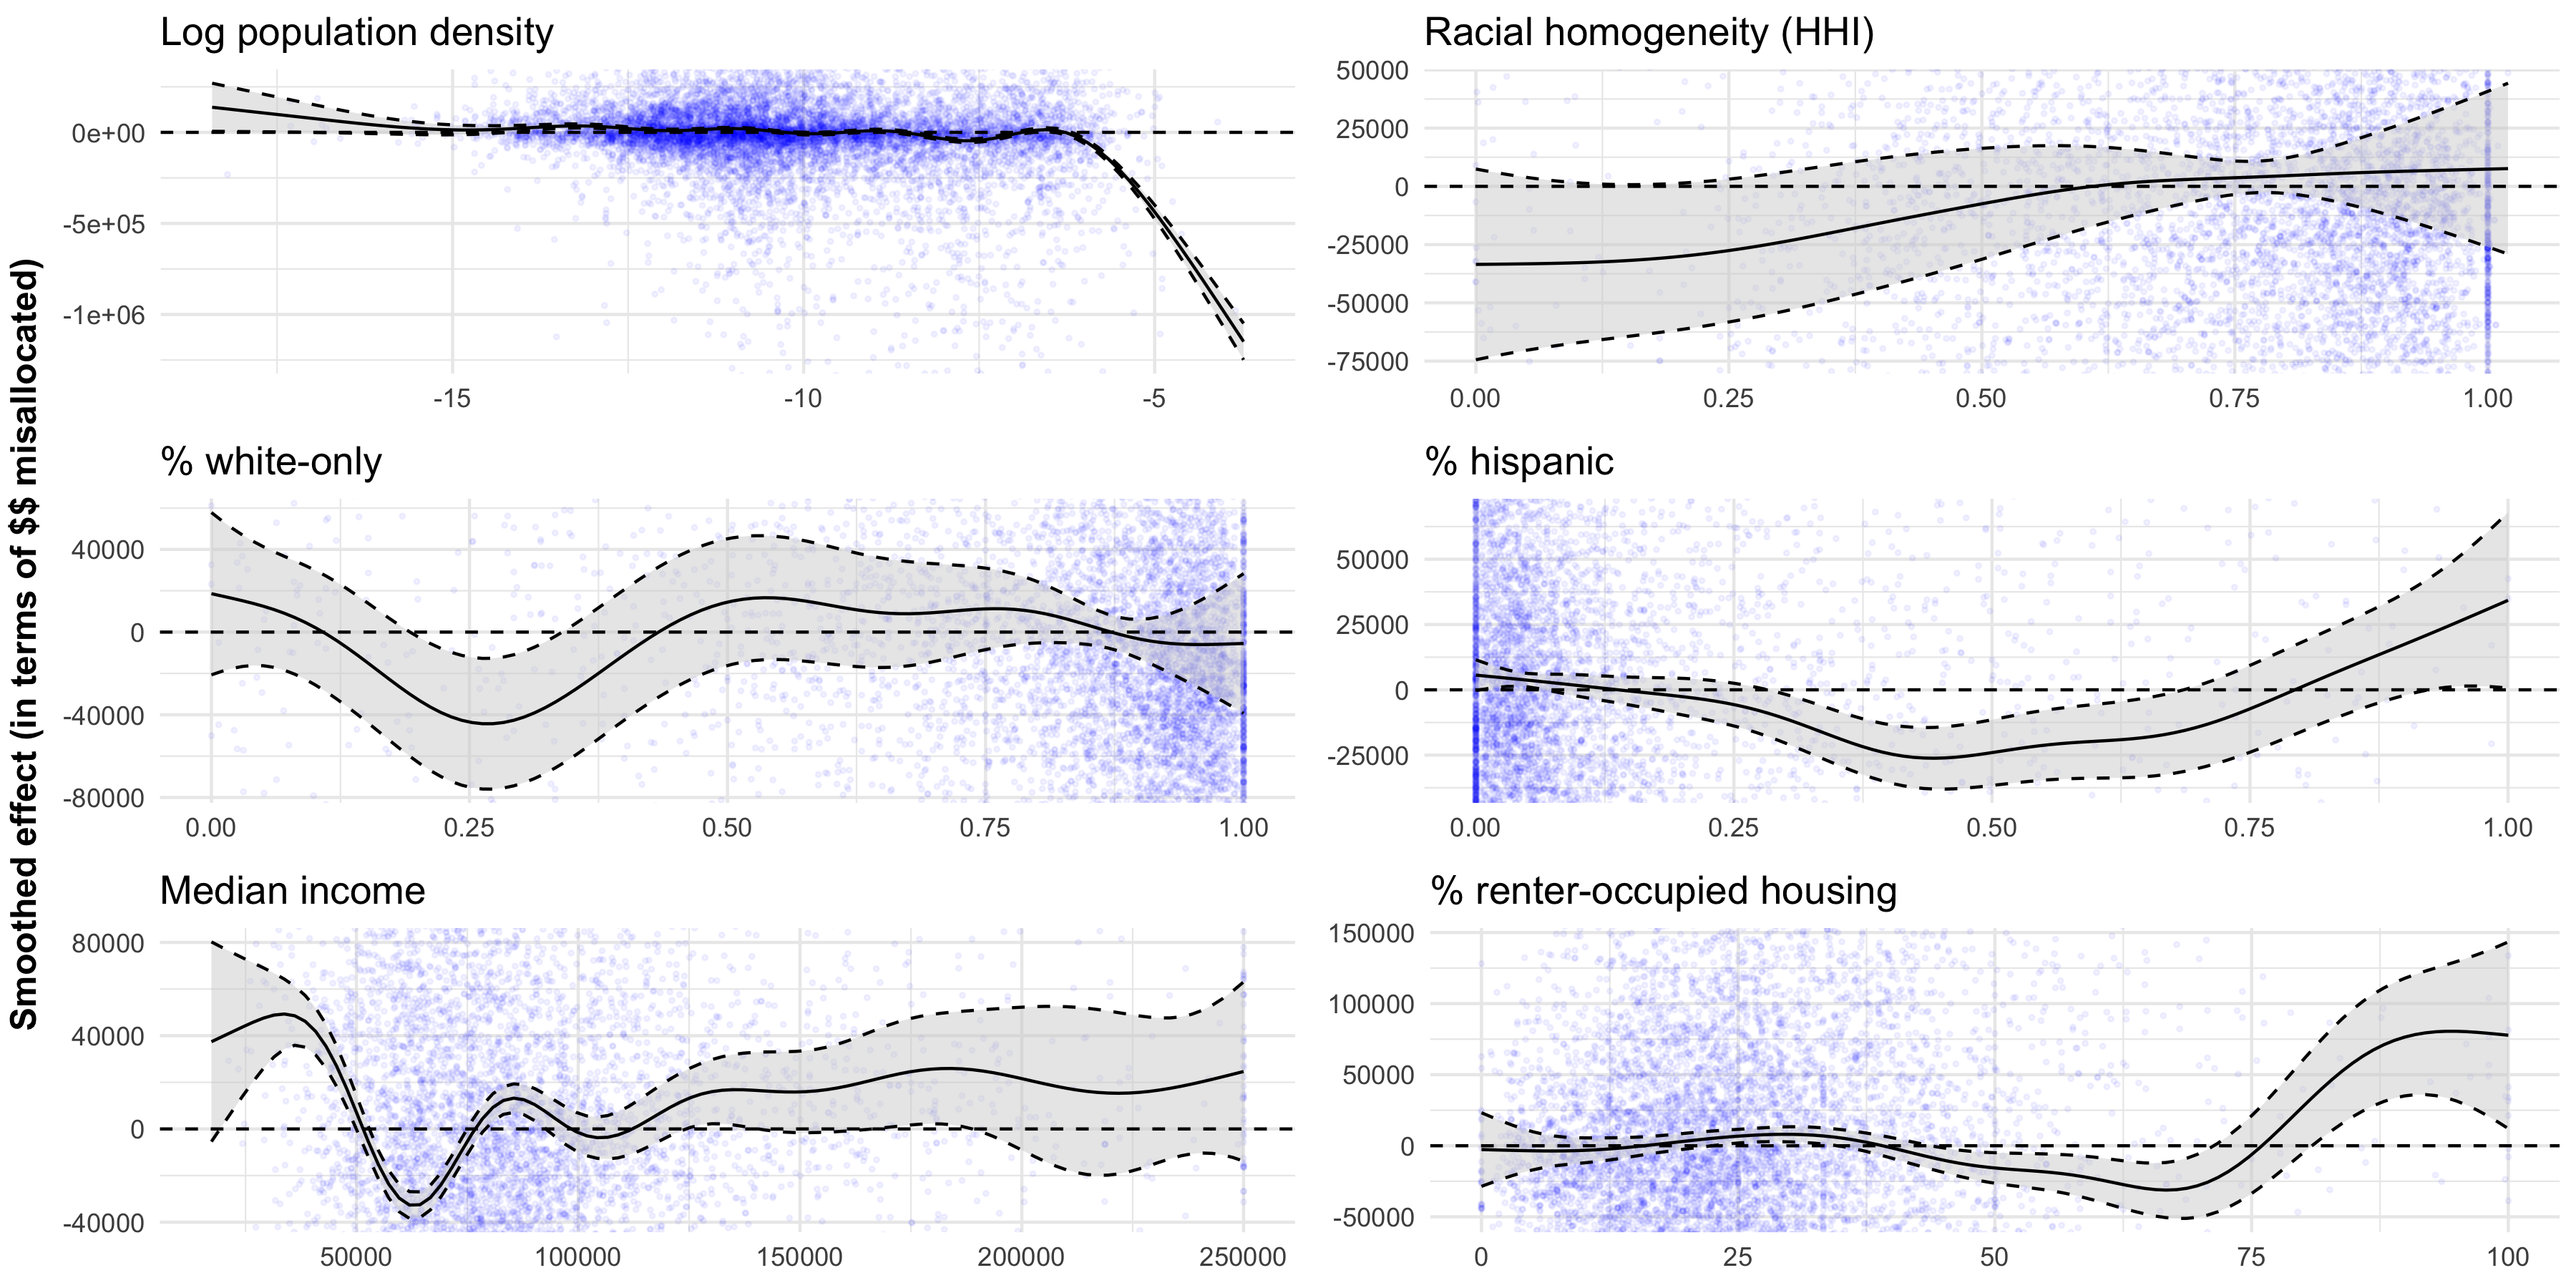 Smoothed effect (in terms of $$ misallocated)
Log population density
0e+00
-5e+05
-1e+06
-15 -10 -5
Racial homogeneity (HHI)
50000
25000
0
-25000
-50000
-75000
0.00 0.25 0.50 0.75 1.00
% white-only
40000
0
-40000
-80000
0.00 0.25 0.50 0.75 1.00
% hispanic
50000
25000
0
-25000
0.00 0.25 0.50 0.75 1.00
Median income
80000
40000
0
-40000
50000 100000 150000 200000 250000
% renter-occupied housing
150000
100000
50000
0
-50000
0 25 50 75 100